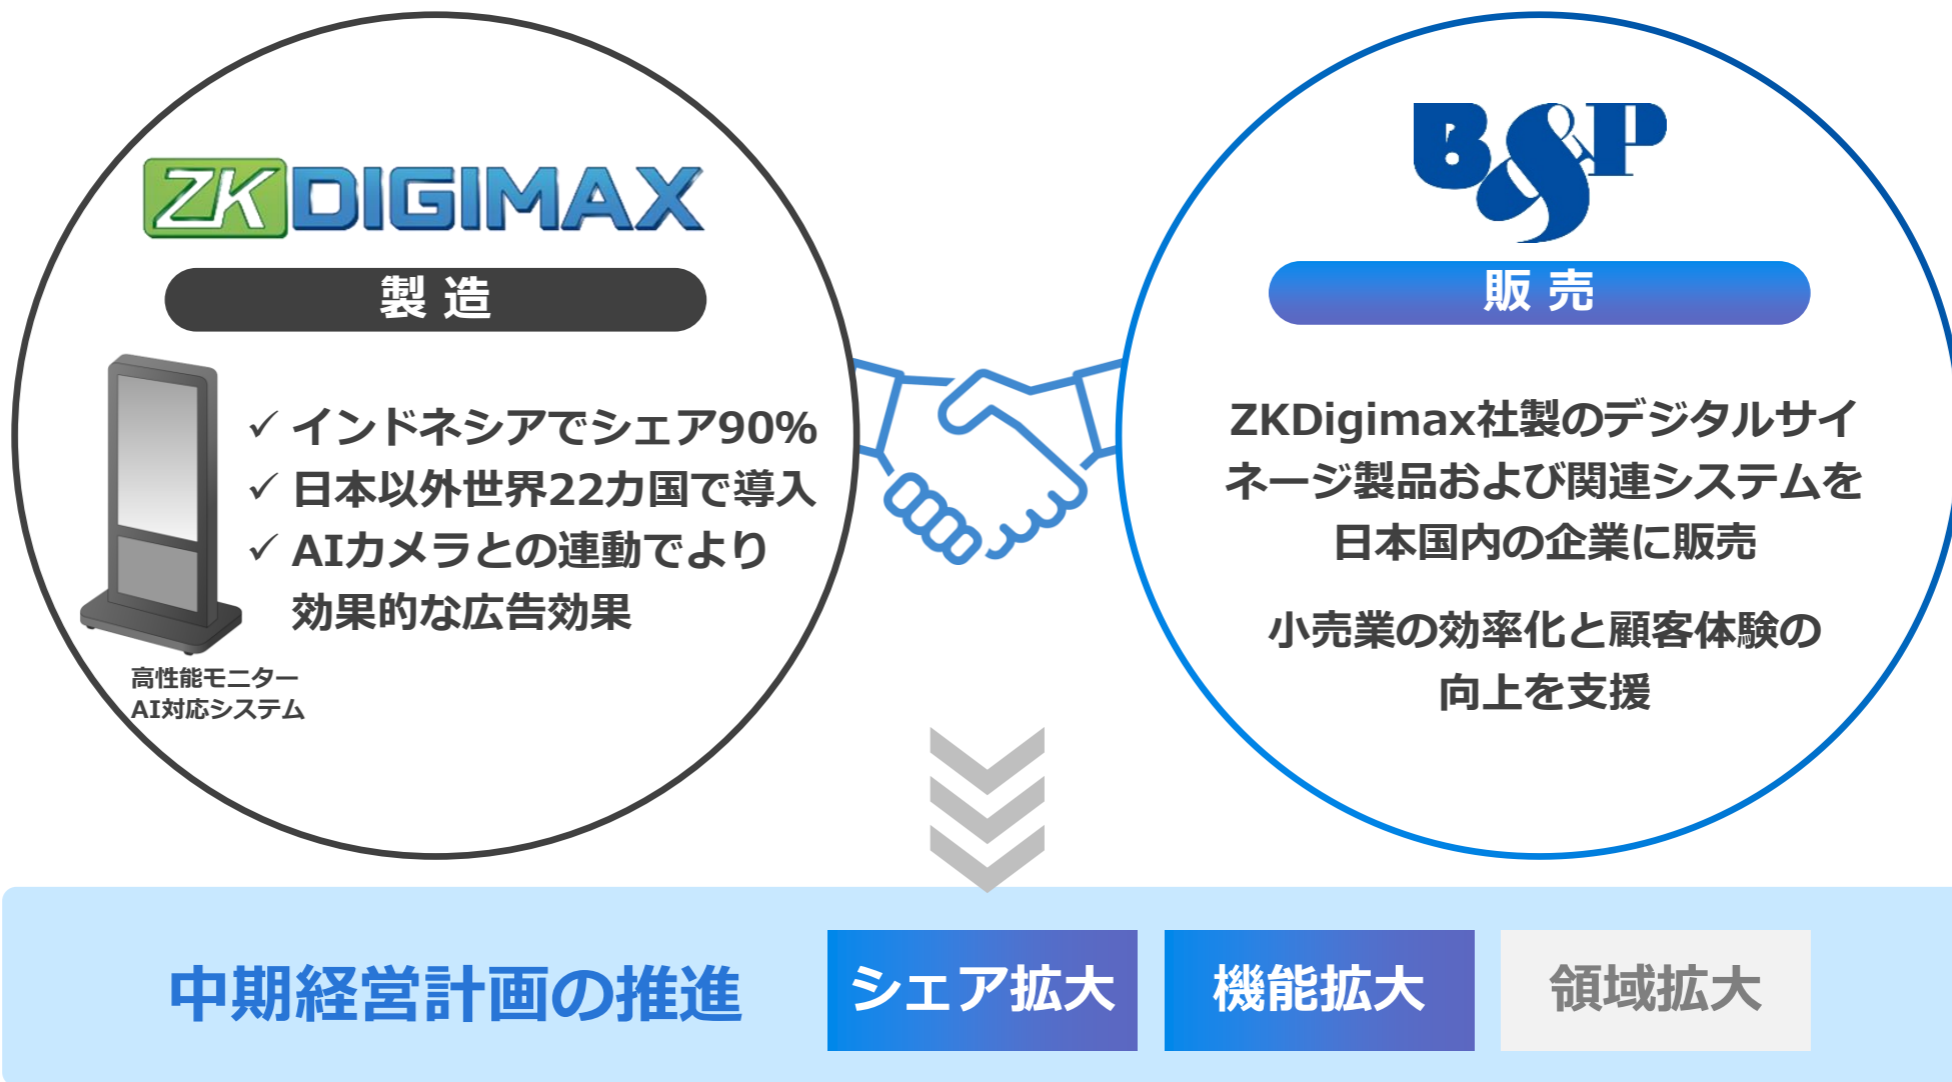 ZKDIGIMAX
製造
インドネシアでシェア90%
日本以外世界22カ国で導入
AIカメラとの連動でより
効果的な広告効果
高性能モニター
AI対応システム
B&P
販売
ZKDigimax社製のデジタルサイ
ネージ製品および関連システムを
日本国内の企業に販売
小売業の効率化と顧客体験の
向上を支援
中期経営計画の推進
シェア拡大
機能拡大
領域拡大